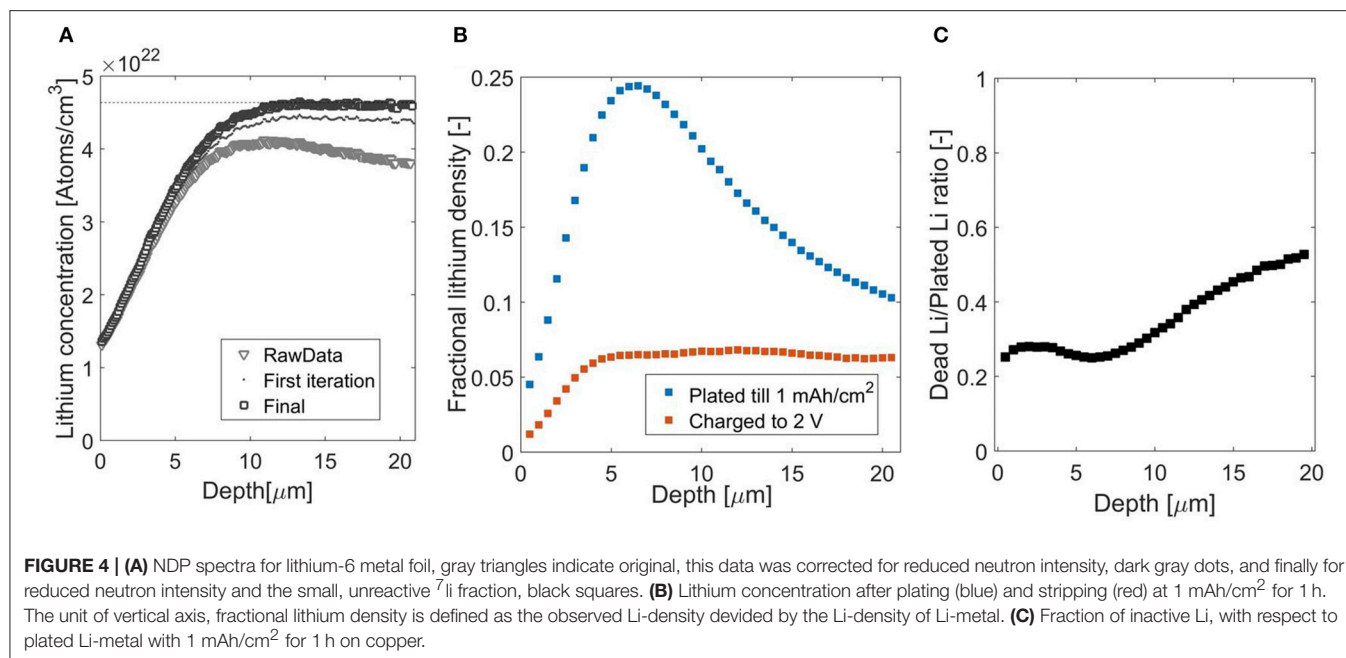 A
×10^22
5
4
3
2
1
0
Lithium concentration [Atoms/cm^3]
RawData
First iteration
Final
0 5 10 15 20
Depth[μm]
B
0.25
0.2
0.15
0.1
0.05
0
Fractional lithium density [-]
Plated till 1 mAh/cm^2
Charged to 2 V
0 5 10 15 20
Depth [μm]
C
1
0.8
0.6
0.4
0.2
0
Dead Li/Plated Li ratio [-]
0 5 10 15 20
Depth [μm]
FIGURE 4 | (A) NDP spectra for lithium-6 metal foil, gray triangles indicate original, this data was corrected for reduced neutron intensity, dark gray dots, and finally for
reduced neutron intensity and the small, unreactive ^7li fraction, black squares. (B) Lithium concentration after plating (blue) and stripping (red) at 1 mAh/cm^2 for 1 h.
The unit of vertical axis, fractional lithium density is defined as the observed Li-density devided by the Li-density of Li-metal. (C) Fraction of inactive Li, with respect to
plated Li-metal with 1 mAh/cm^2 for 1 h on copper.